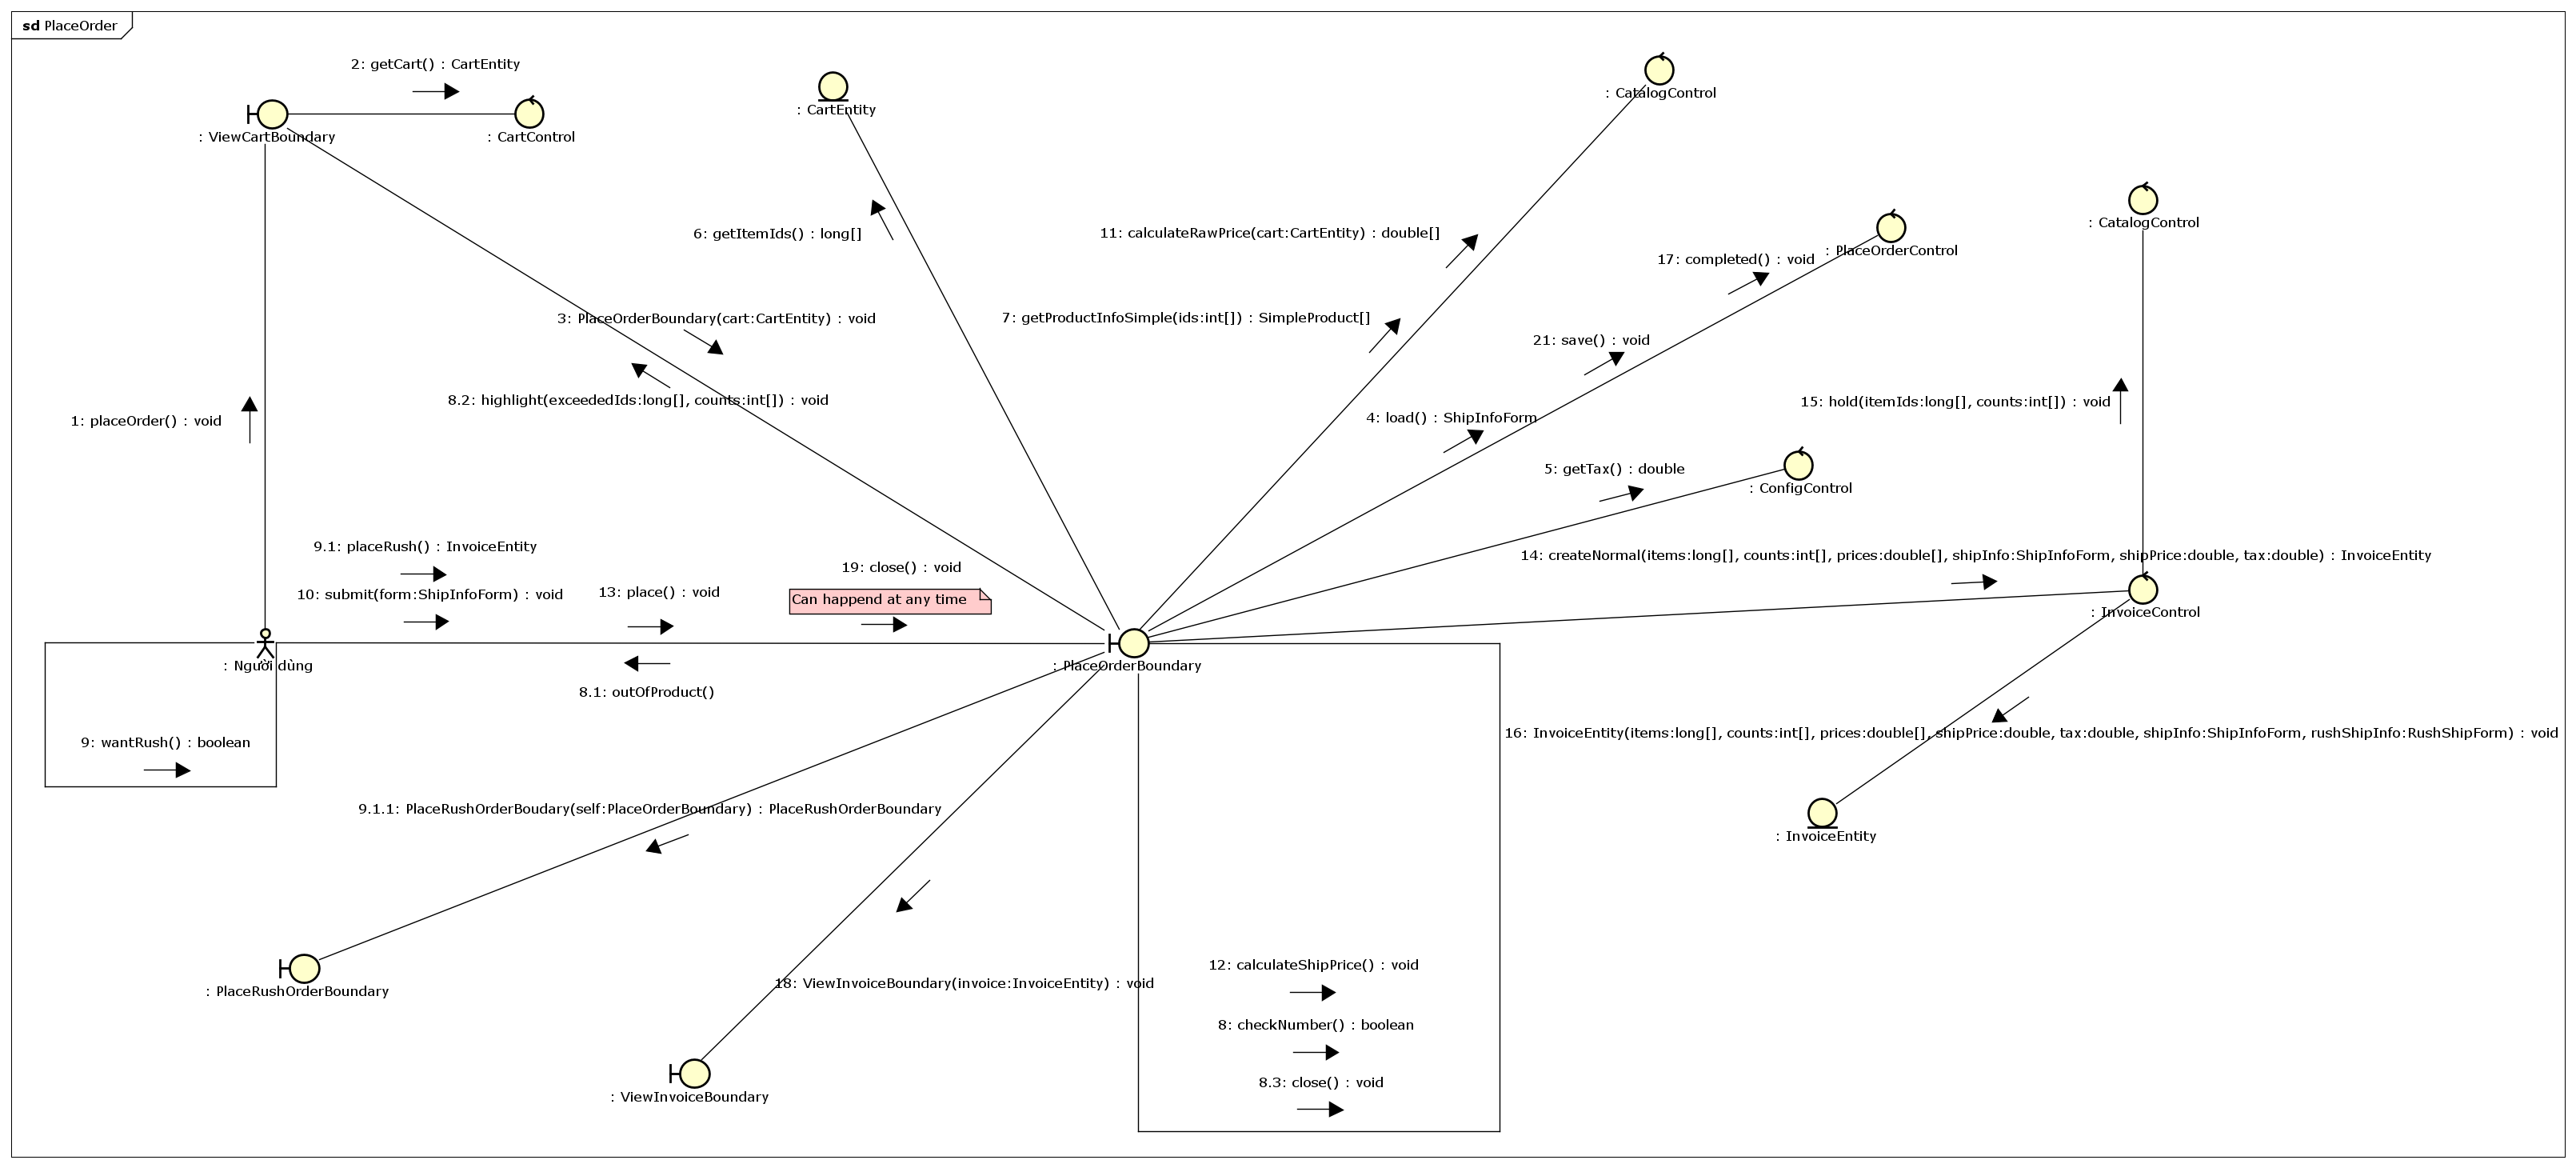 sd PlaceOrder
2: getCart() : CartEntity
: ViewCartBoundary
: CartControl
: CartEntity
: CatalogControl
: CatalogControl
6: getItemIds() : long[]
11: calculateRawPrice(cart:CartEntity) : double[]
: PlaceOrderControl
17: completed() : void
3: PlaceOrderBoundary(cart:CartEntity) : void
7: getProductInfoSimple(ids:int[]) : SimpleProduct[]
21: save() : void
8.2: highlight(exceededIds:long[], counts:int[]) : void
15: hold(itemIds:long[], counts:int[]) : void
1: placeOrder() : void
4: load() : ShipInfoForm
5: getTax() : double
: ConfigControl
9.1: placeRush() : InvoiceEntity
14: createNormal(items:long[], counts:int[], prices:double[], shipInfo:ShipInfoForm, shipPrice:double, tax:double) : InvoiceEntity
19: close() : void
10: submit(form:ShipInfoForm) : void
13: place() : void
Can happend at any time
: InvoiceControl
: Người dùng
: PlaceOrderBoundary
8.1: outOfProduct()
9: wantRush() : boolean
16: InvoiceEntity(items:long[], counts:int[], prices:double[], shipPrice:double, tax:double, shipInfo:ShipInfoForm, rushShipInfo:RushShipForm) : void
9.1.1: PlaceRushOrderBoudary(self:PlaceOrderBoundary) : PlaceRushOrderBoundary
: InvoiceEntity
12: calculateShipPrice() : void
18: ViewInvoiceBoundary(invoice:InvoiceEntity) : void
: PlaceRushOrderBoundary
8: checkNumber() : boolean
8.3: close() : void
: ViewInvoiceBoundary